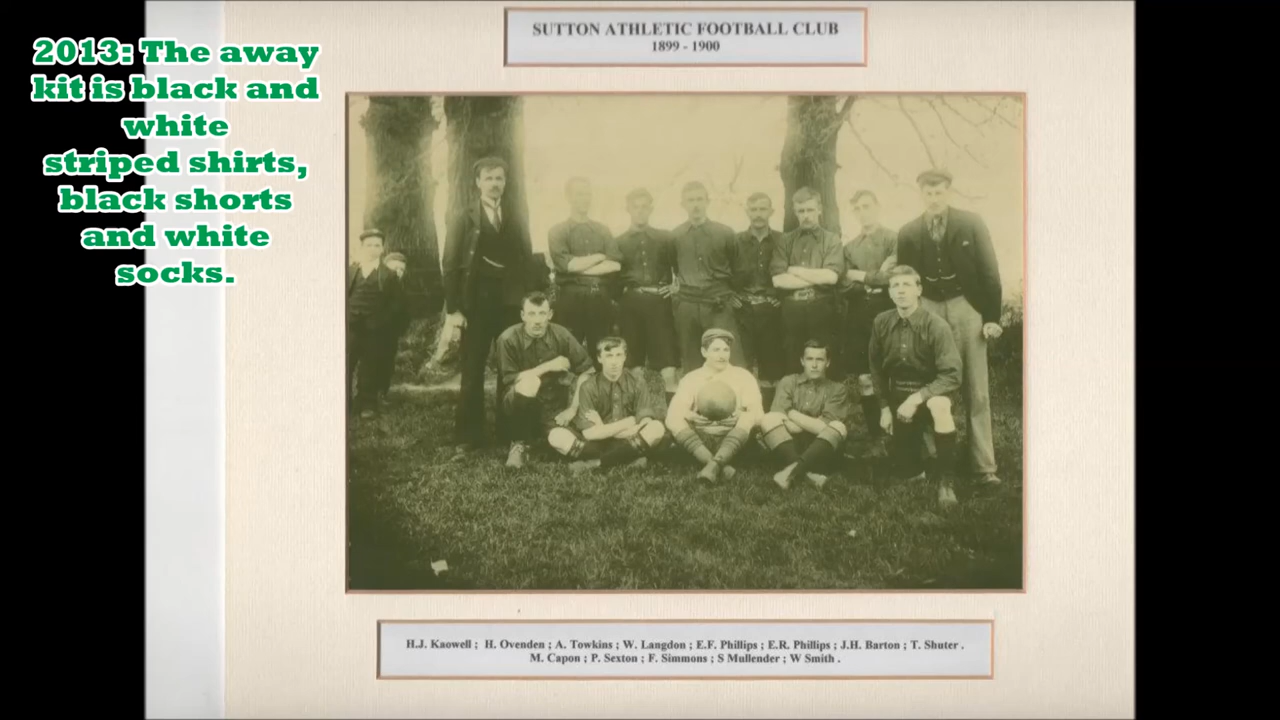 2013: The away
kit is black and
white
striped shirts,
black shorts
and white
socks.
SUTTON ATHLETIC FOOTBALL CLUB
1899 - 1900
H.J. Kaowell ; H. Ovenden ; A. Towkins ; W. Langdon ; E.F. Phillips ; E.R. Phillips ; J.H. Barton ; T. Shuter .
M. Capon ; P. Sexton ; F. Simmons ; S Mullender ; W Smith .